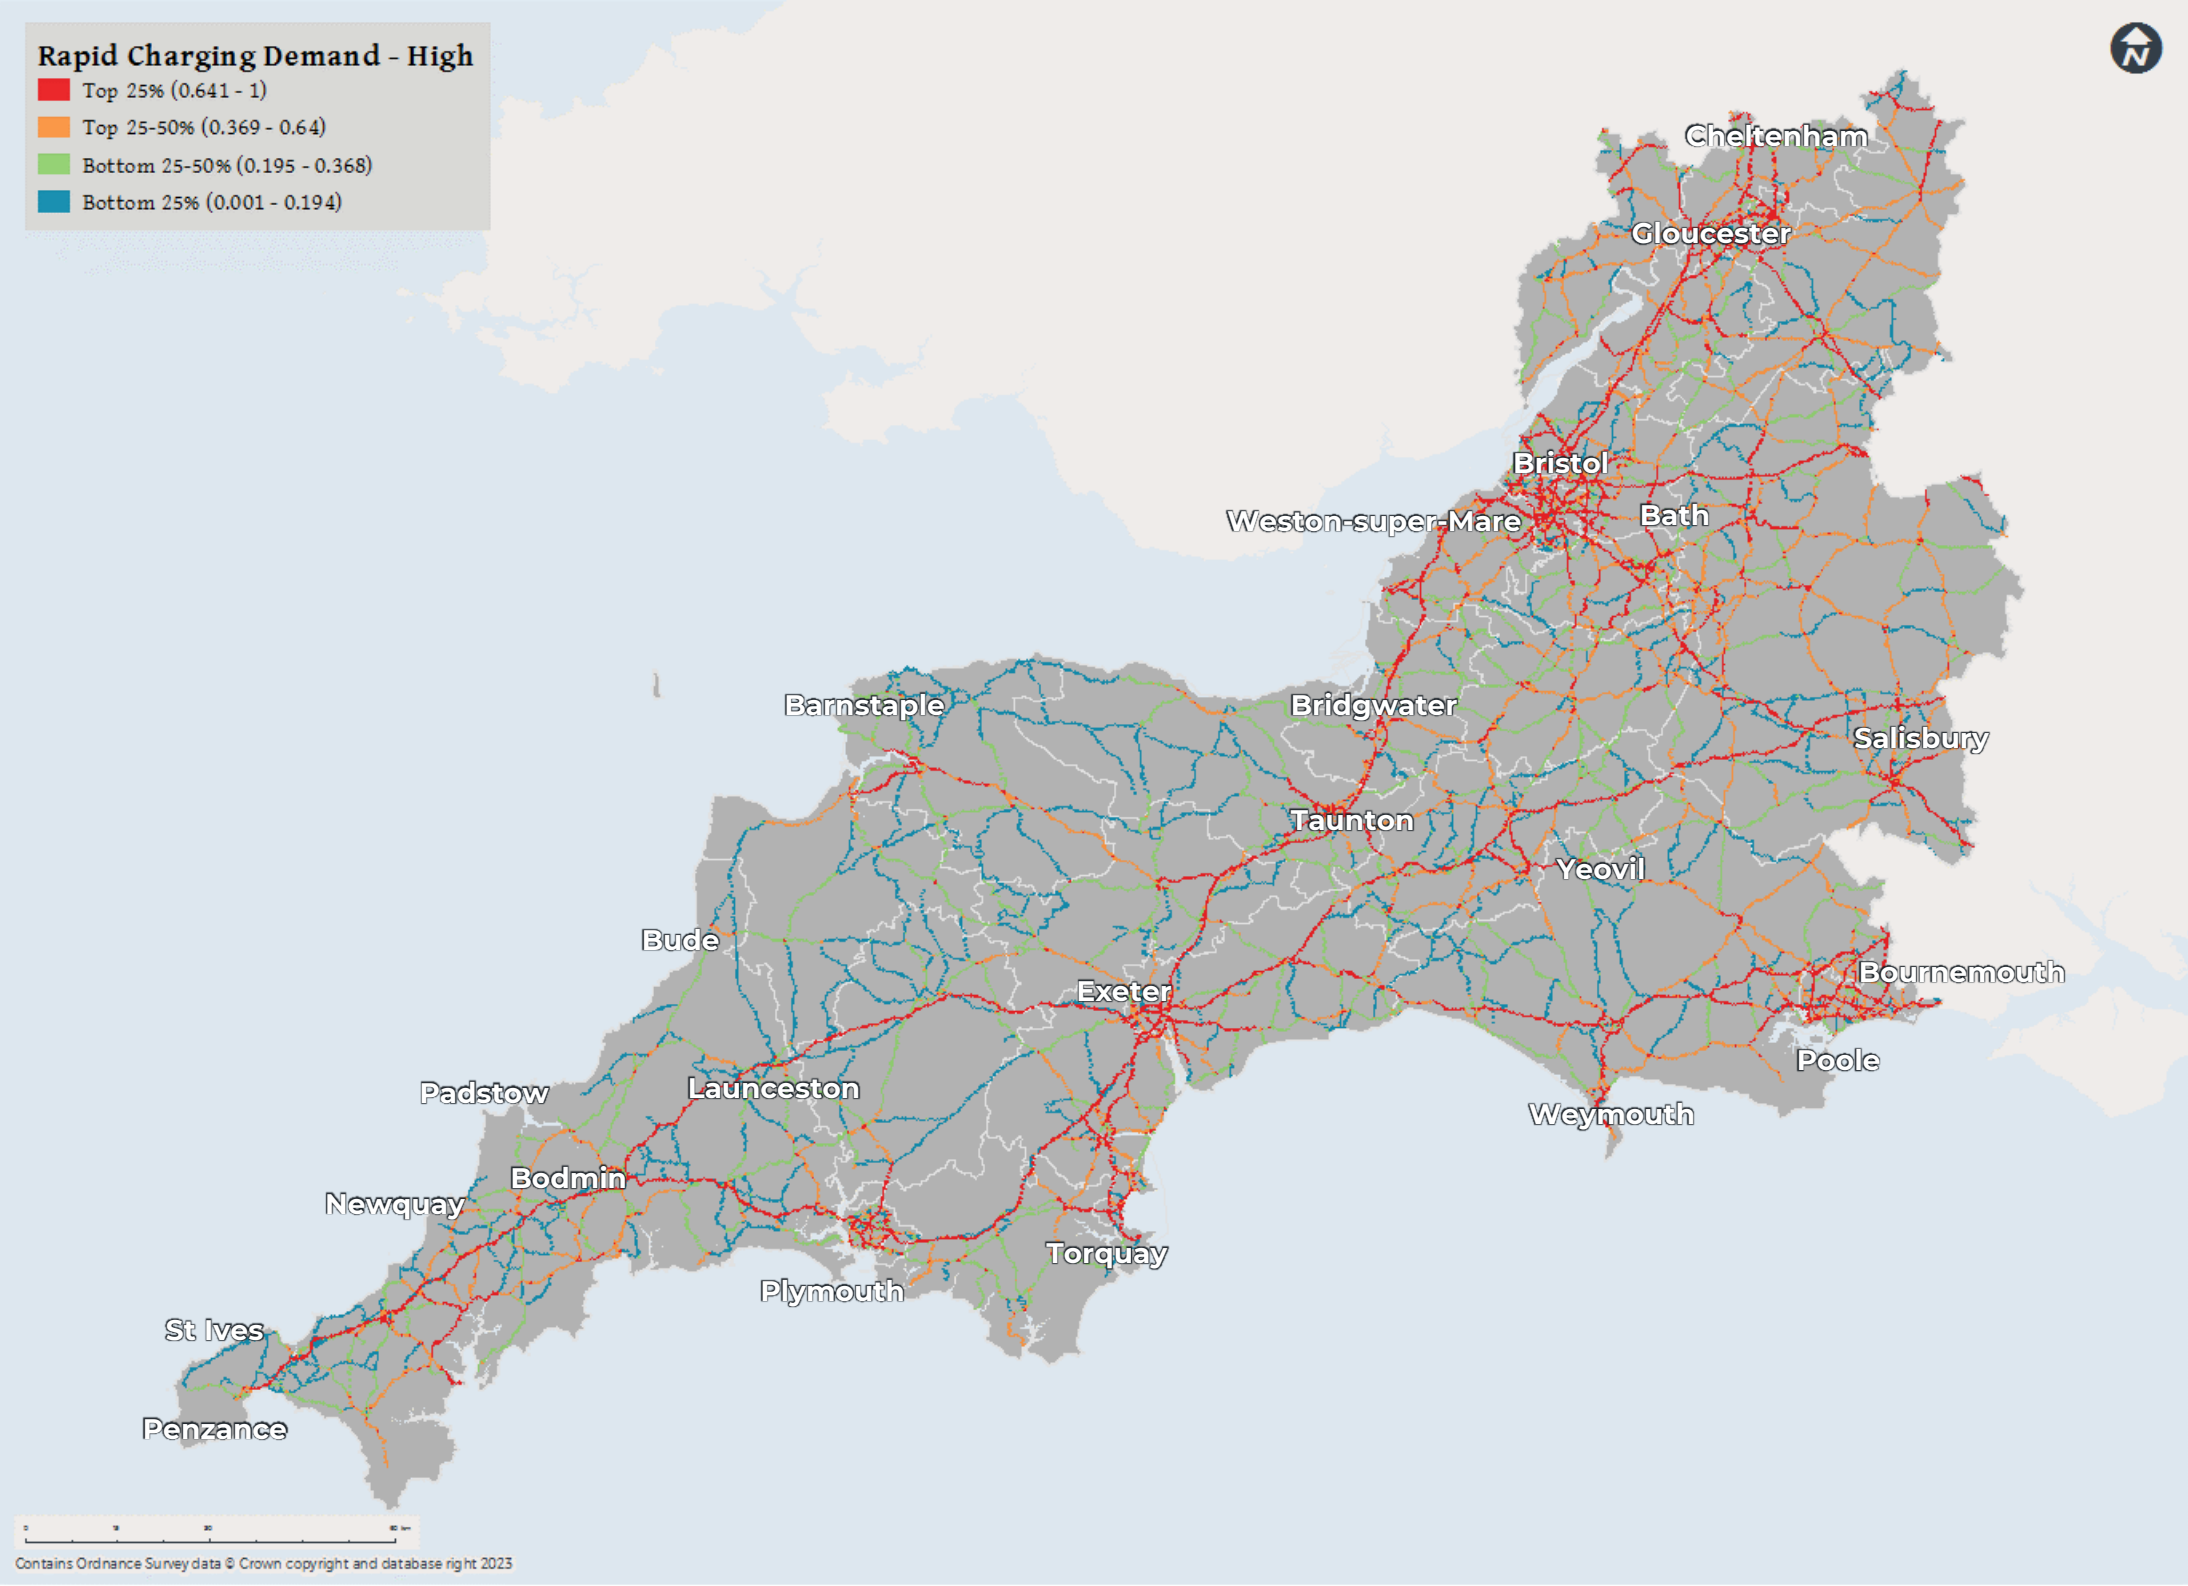 Rapid Charging Demand - High
Top 25% (0.641 - 1)
Top 25-50% (0.369 - 0.64)
Bottom 25-50% (0.195 - 0.368)
Bottom 25% (0.001 - 0.194)
N
Cheltenham
Gloucester
Bristol
Weston-super-Mare
Bath
Barnstaple
Bridgwater
Salisbury
Taunton
Yeovil
Bude
Exeter
Bournemouth
Poole
Launceston
Padstow
Weymouth
Bodmin
Newquay
Torquay
Plymouth
St Ives
Penzance
0
Contains Ordnance Survey data © Crown copyright and database right 2023